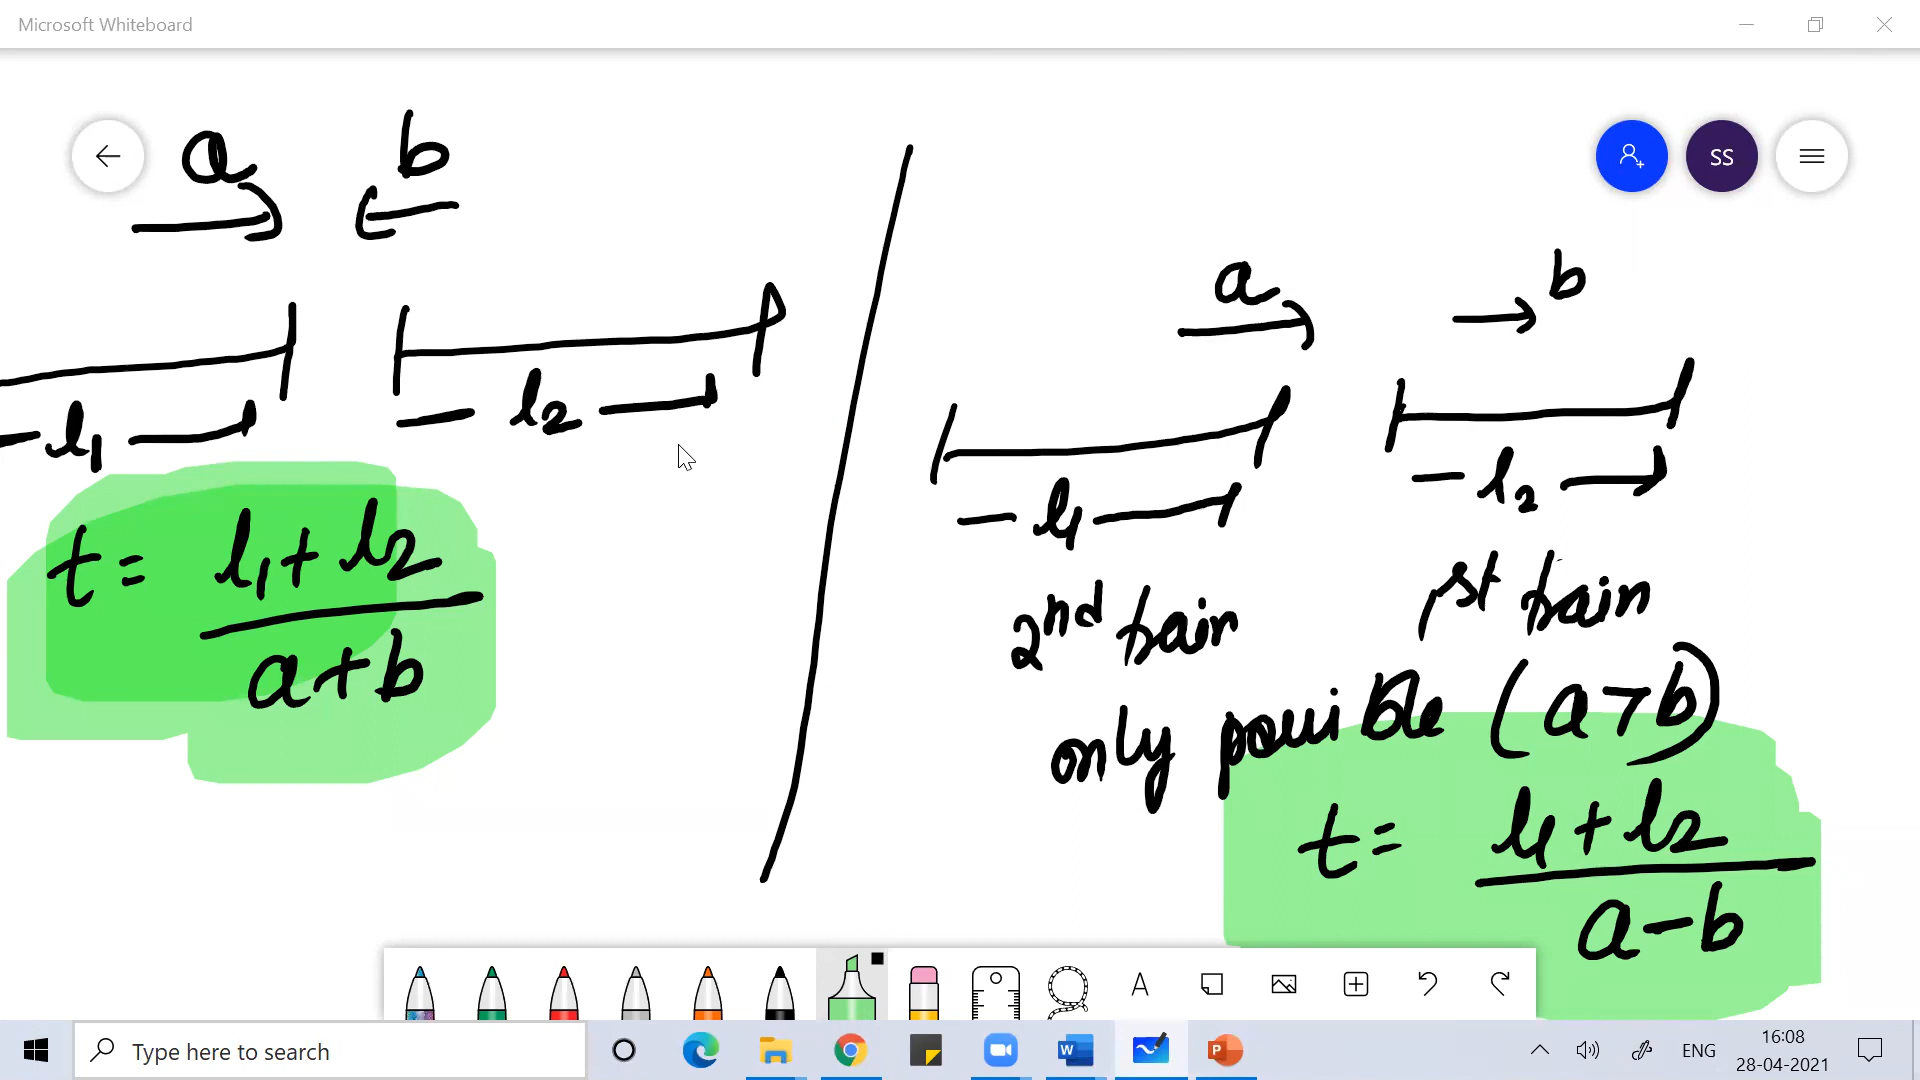 Microsoft Whiteboard
a b
l1 l2
t = l1 + l2
a + b
a b
l1 l2
2nd train 1st train
only possible (a > b)
t = l1 + l2
a - b
SS
A
Type here to search
ENG
16:08
28-04-2021